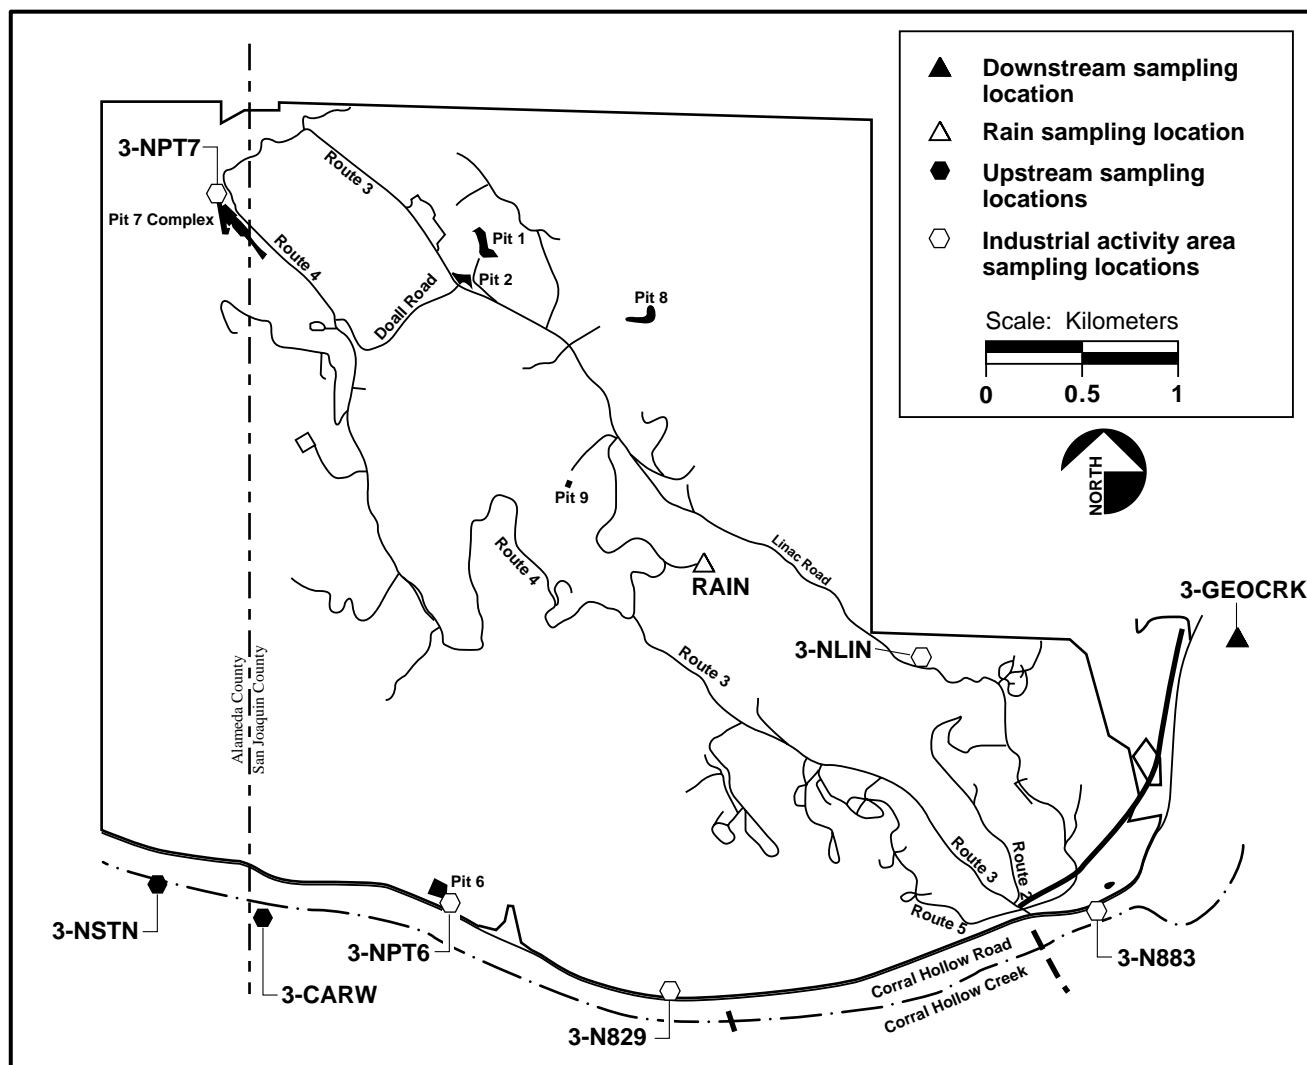 Downstream sampling
location
Rain sampling location
Upstream sampling
locations
Industrial activity area
sampling locations
Scale: Kilometers
0 0.5 1
NORTH
3-NPT7
Pit 7 Complex
Route 3
Route 4
Doall Road
Pit 1
Pit 2
Pit 8
Pit 9
Route 4
RAIN
Linac Road
3-GEOCRK
3-NLIN
Route 3
Alameda County
San Joaquin County
Route 3
Route 2
Route 5
Pit 6
3-NSTN
3-CARW
3-NPT6
3-N829
3-N883
Corral Hollow Road
Corral Hollow Creek